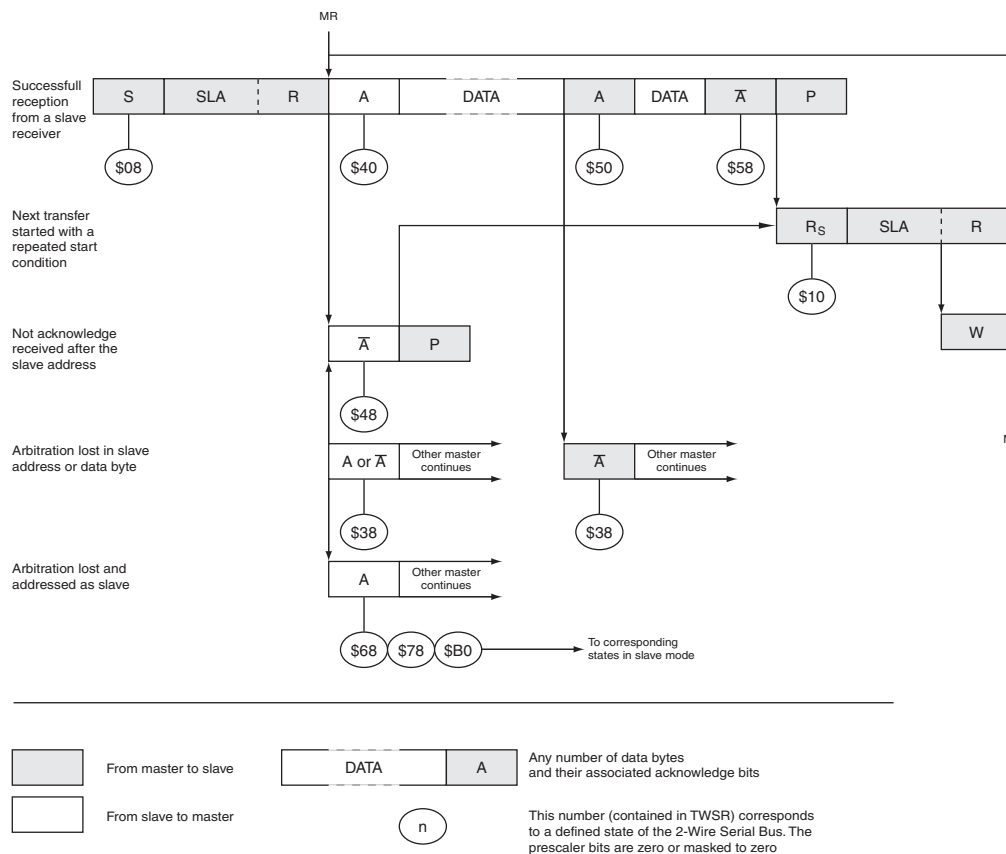 MR
Successfull
reception
from a slave
receiver
S SLA R A DATA A DATA A̅ P
$08 $40 $50 $58
Next transfer
started with a
repeated start
condition
RS SLA R
$10
W
Not acknowledge
received after the
slave address
A̅ P
$48
Arbitration lost in slave
address or data byte
A or A̅
Other master
continues
A̅
Other master
continues
$38 $38
Arbitration lost and
addressed as slave
A
Other master
continues
$68 $78 $B0
To corresponding
states in slave mode
From master to slave
DATA A
Any number of data bytes
and their associated acknowledge bits
From slave to master
n
This number (contained in TWSR) corresponds
to a defined state of the 2-Wire Serial Bus. The
prescaler bits are zero or masked to zero